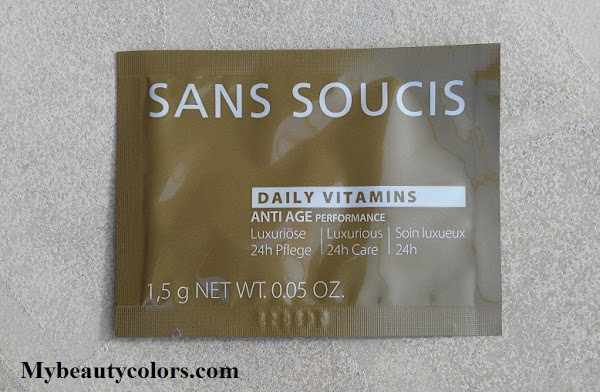 SANS SOUCIS
DAILY VITAMINS
ANTI AGE PERFORMANCE
Luxuriöse | Luxurious | Soin luxueux
24h Pflege | 24h Care | 24h
1,5 g NET WT. 0.05 OZ.
Mybeautycolors.com